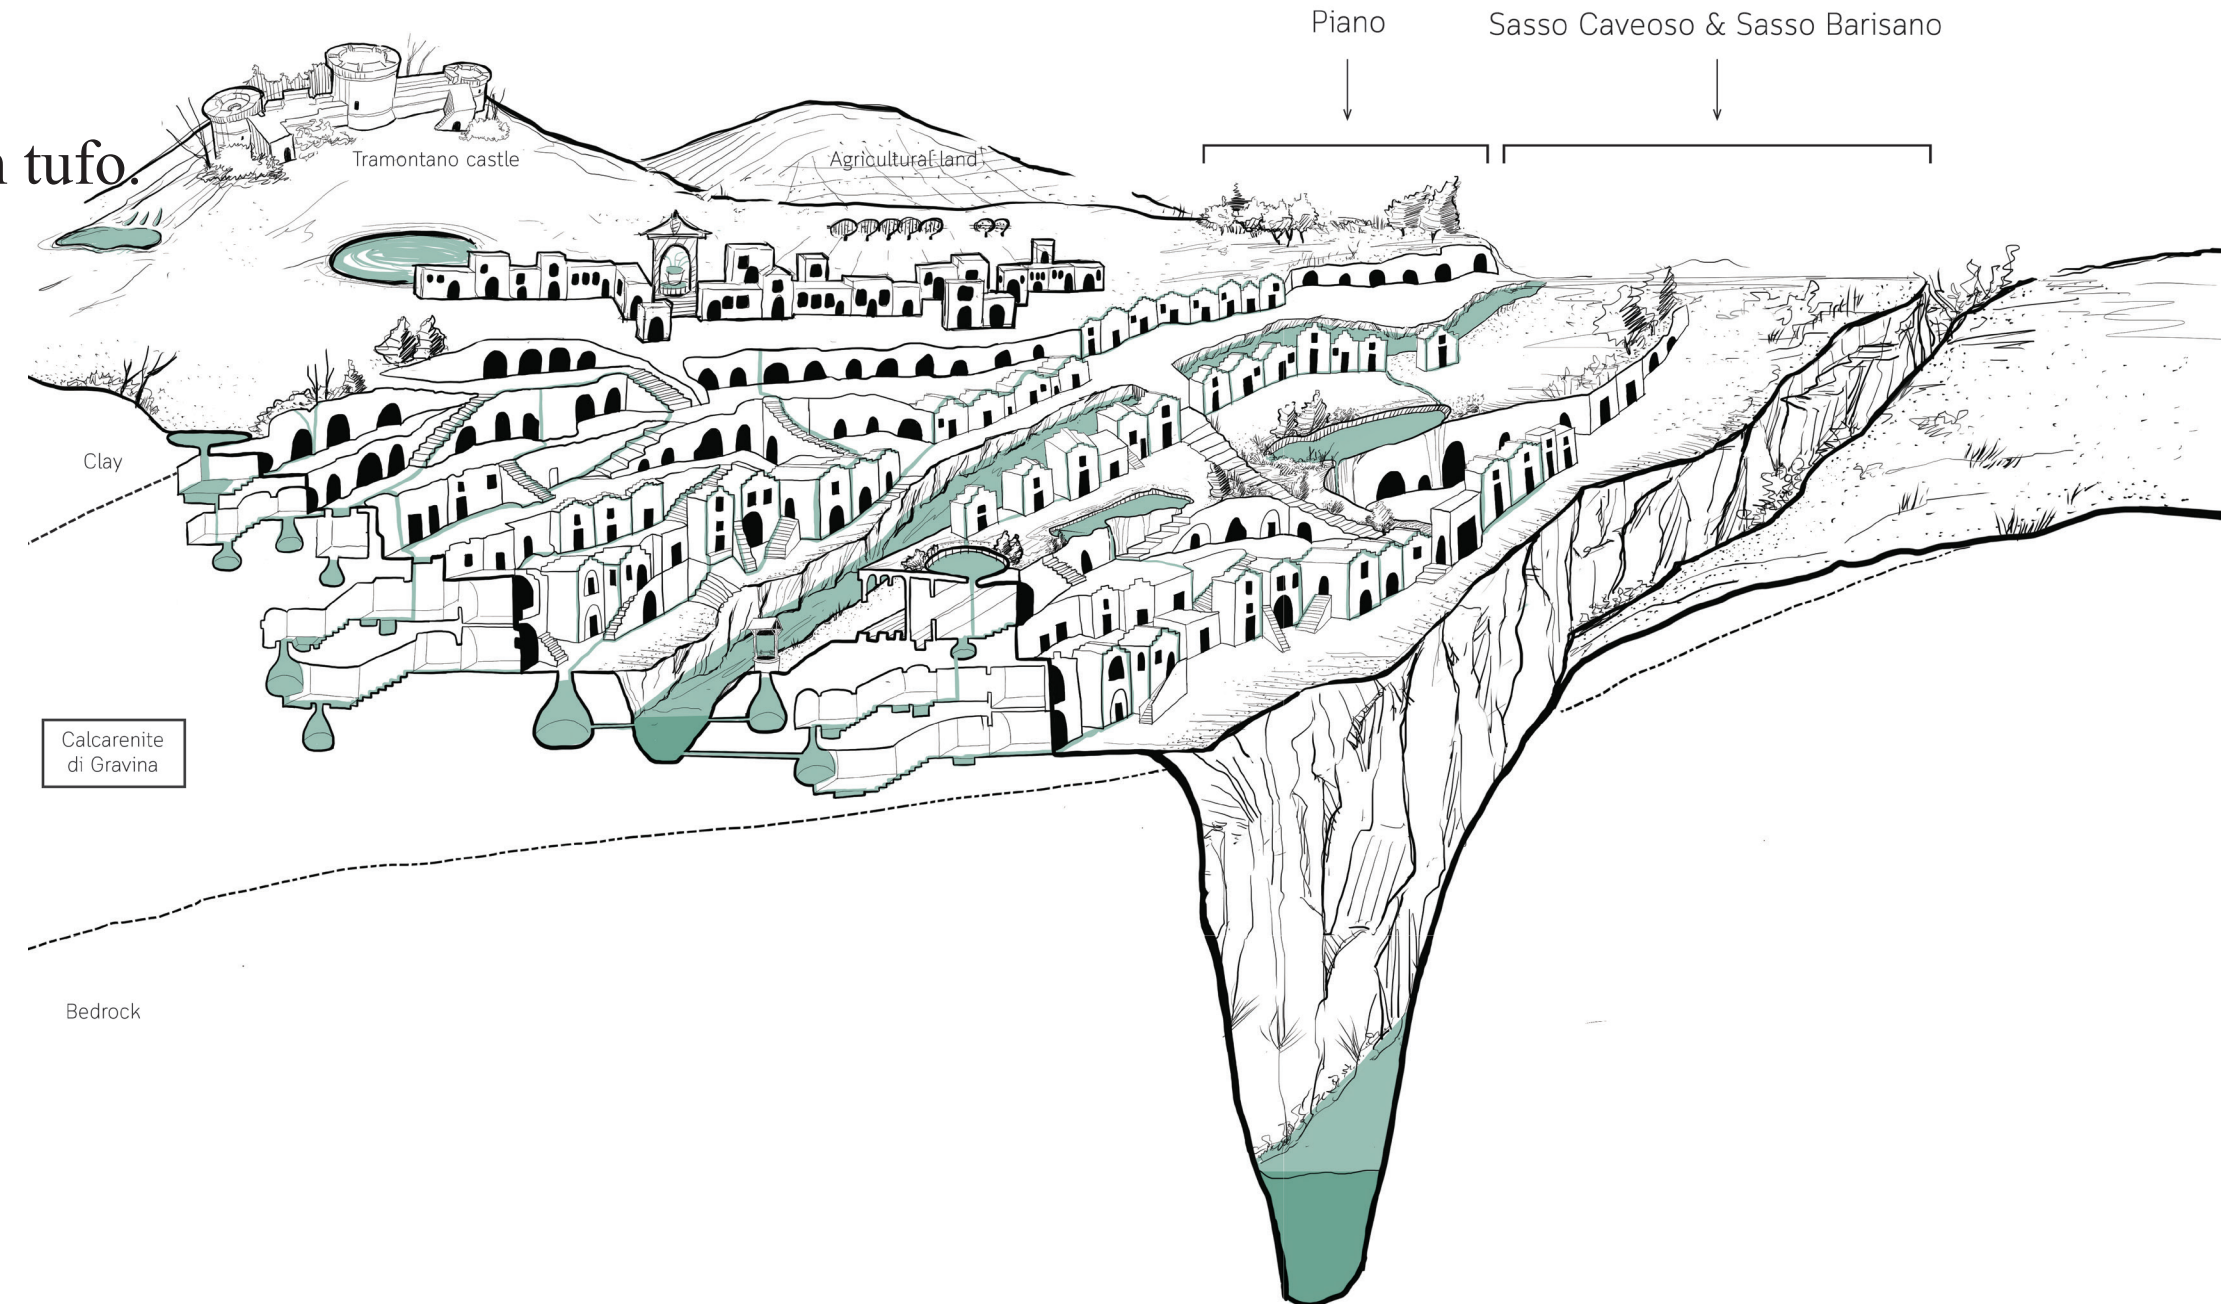 Piano
Sasso Caveoso & Sasso Barisano
Tramontano castle
Agricultural land
tufo.
Clay
Calcarenite
di Gravina
Bedrock